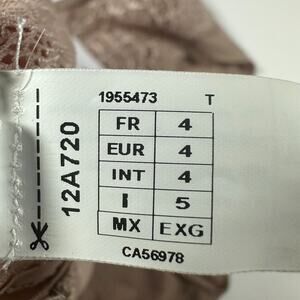 1955473 T
FR 4
EUR 4
INT 4
I 5
MX EXG
CA56978
12A720